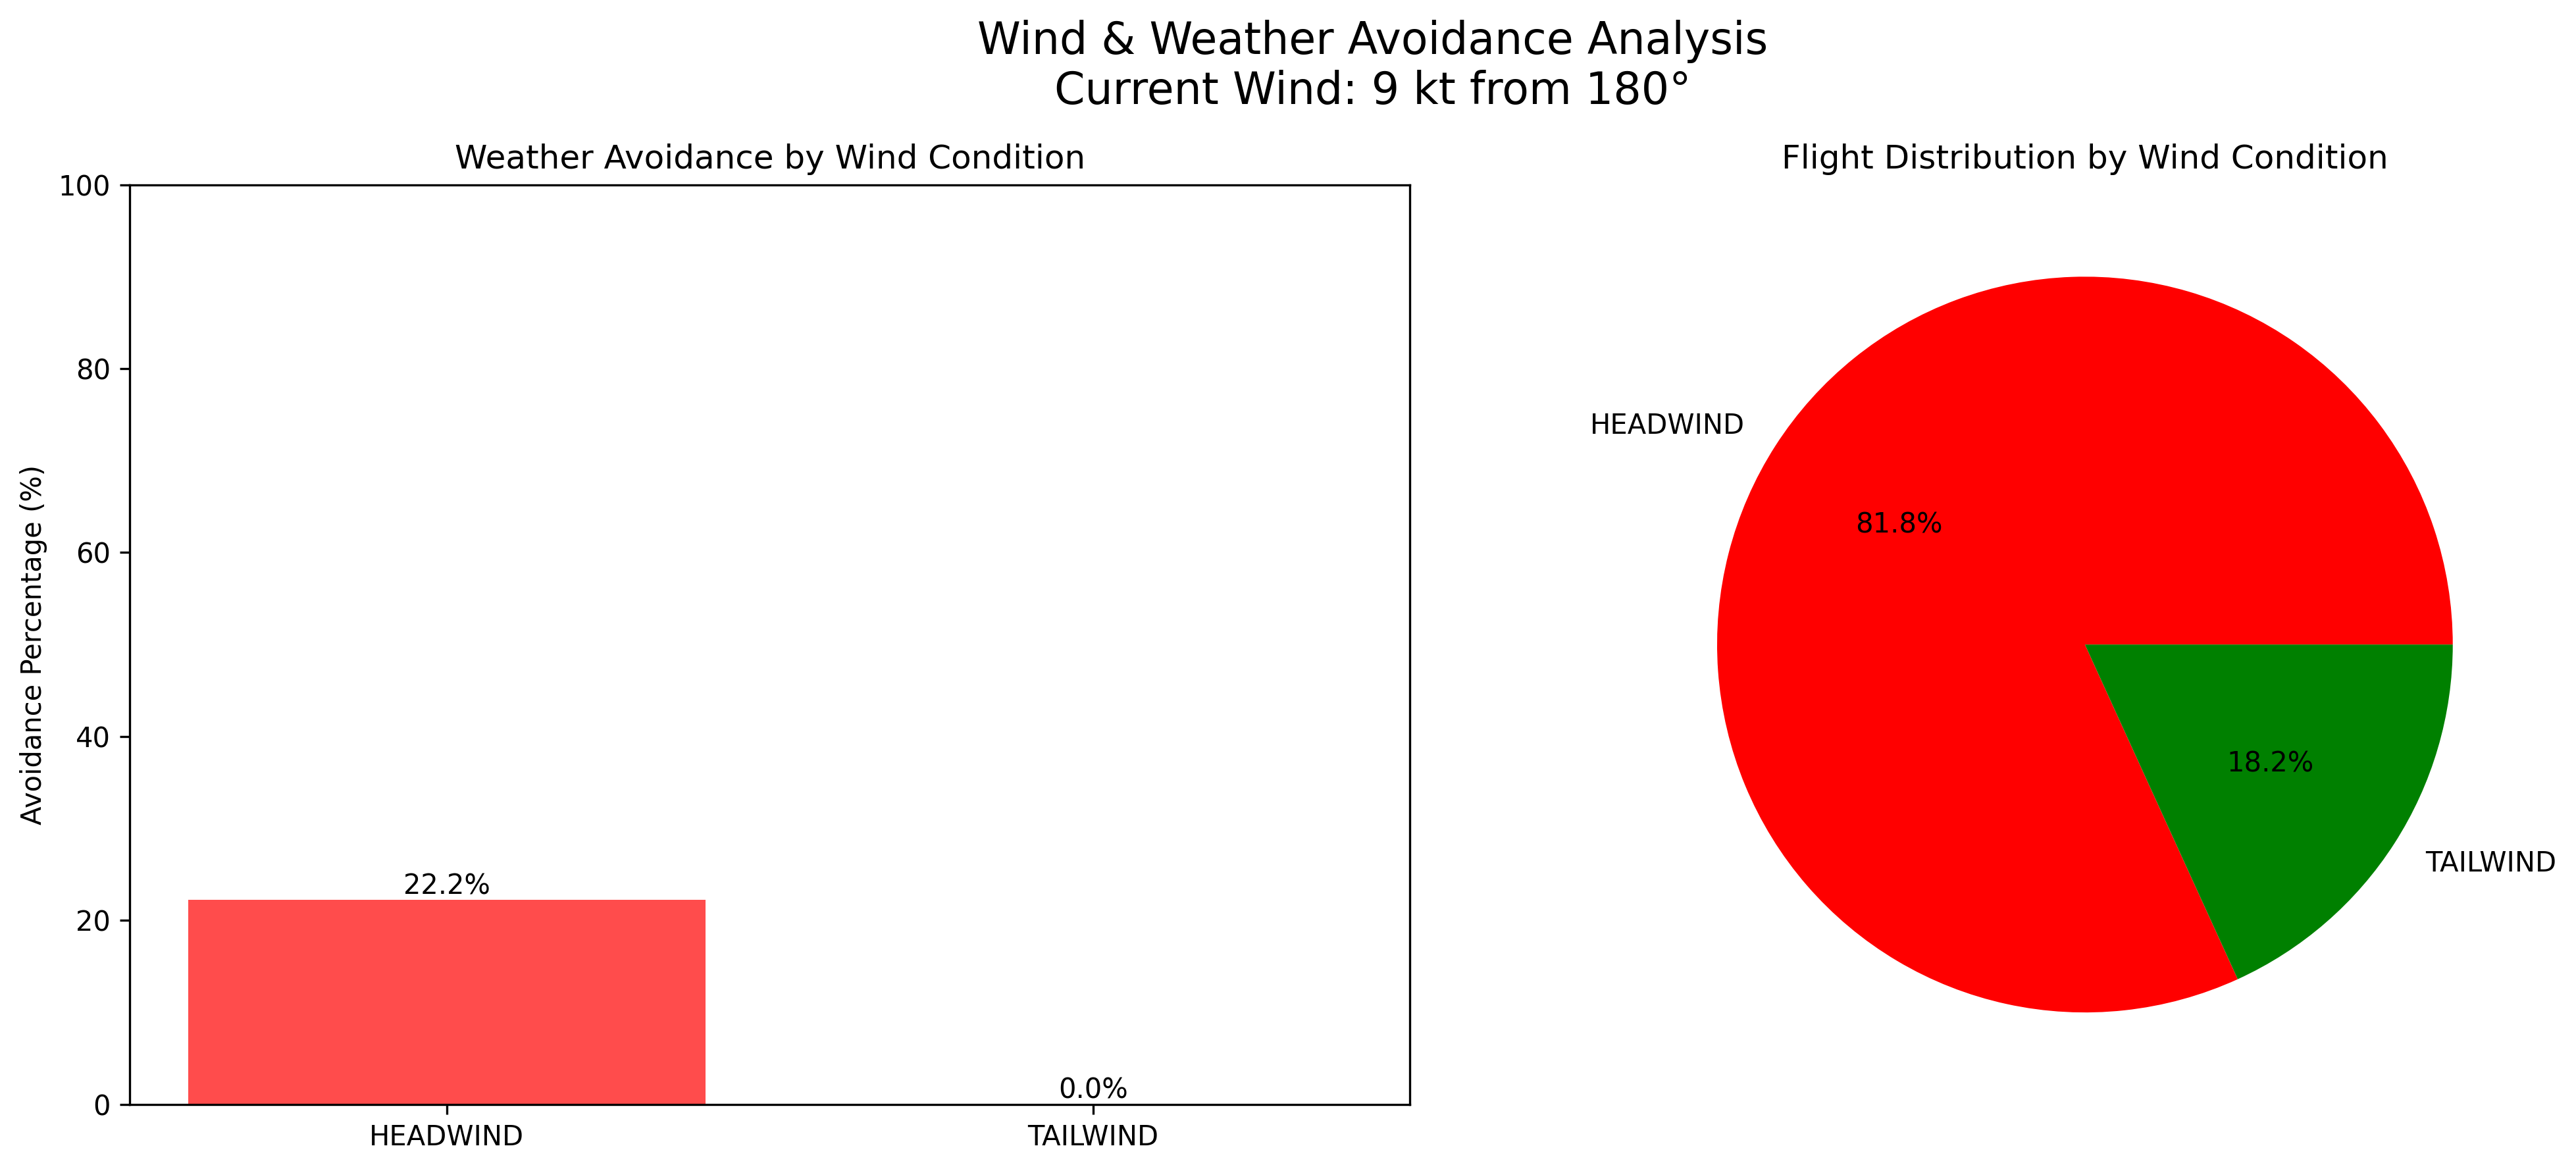 Wind & Weather Avoidance Analysis
Current Wind: 9 kt from 180°
Weather Avoidance by Wind Condition
100
80
60
40
20
0
Avoidance Percentage (%)
22.2%
0.0%
HEADWIND
TAILWIND
Flight Distribution by Wind Condition
HEADWIND
81.8%
18.2%
TAILWIND